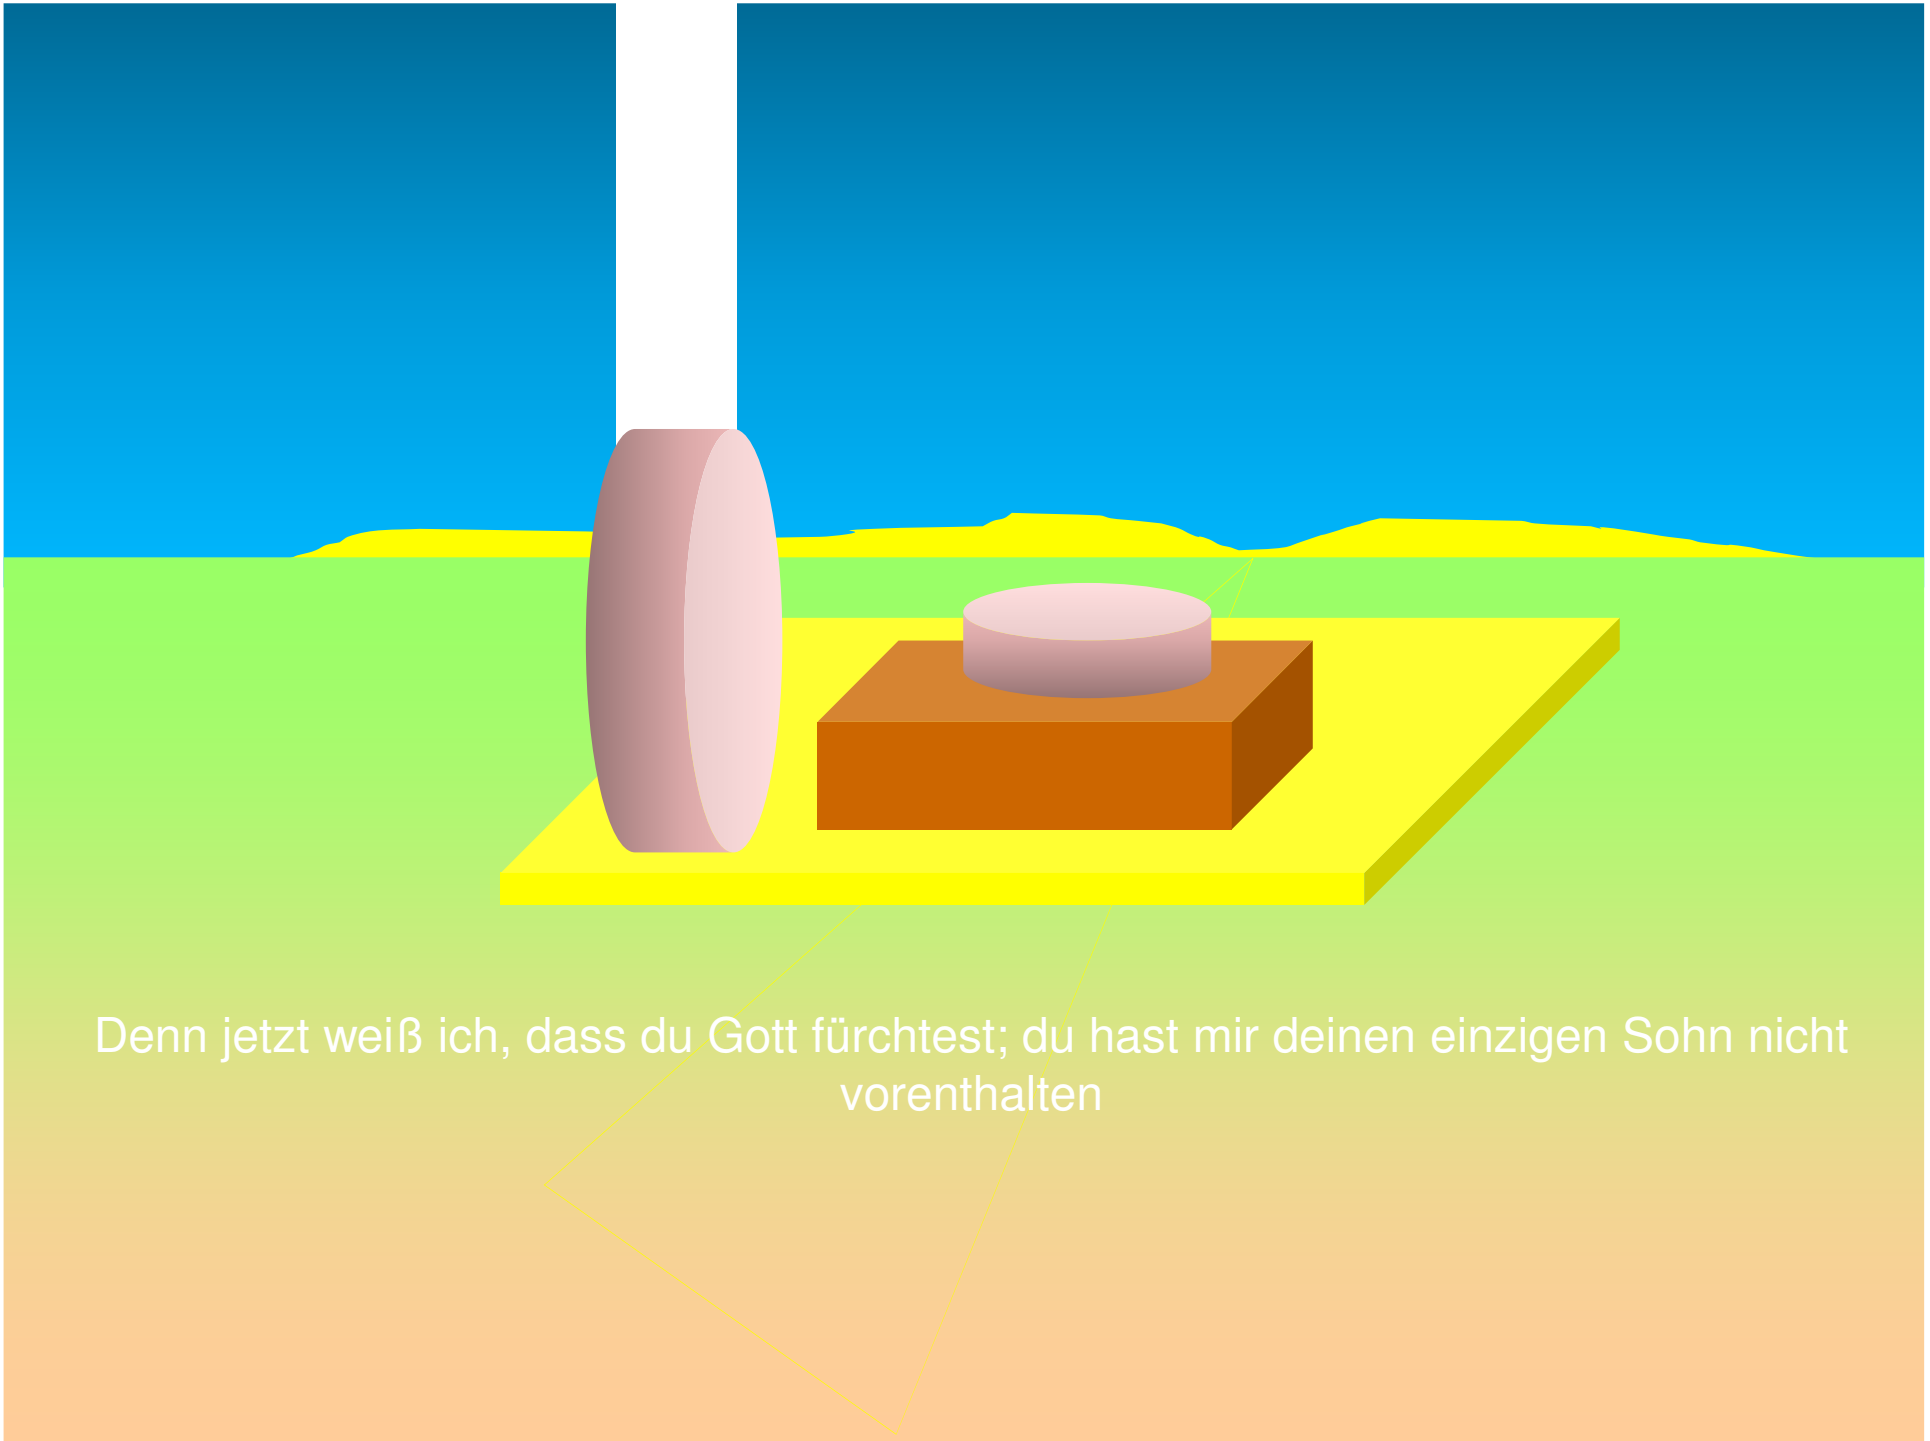 Denn jetzt weiß ich, dass du Gott fürchtest; du hast mir deinen einzigen Sohn nicht
vorenthalten